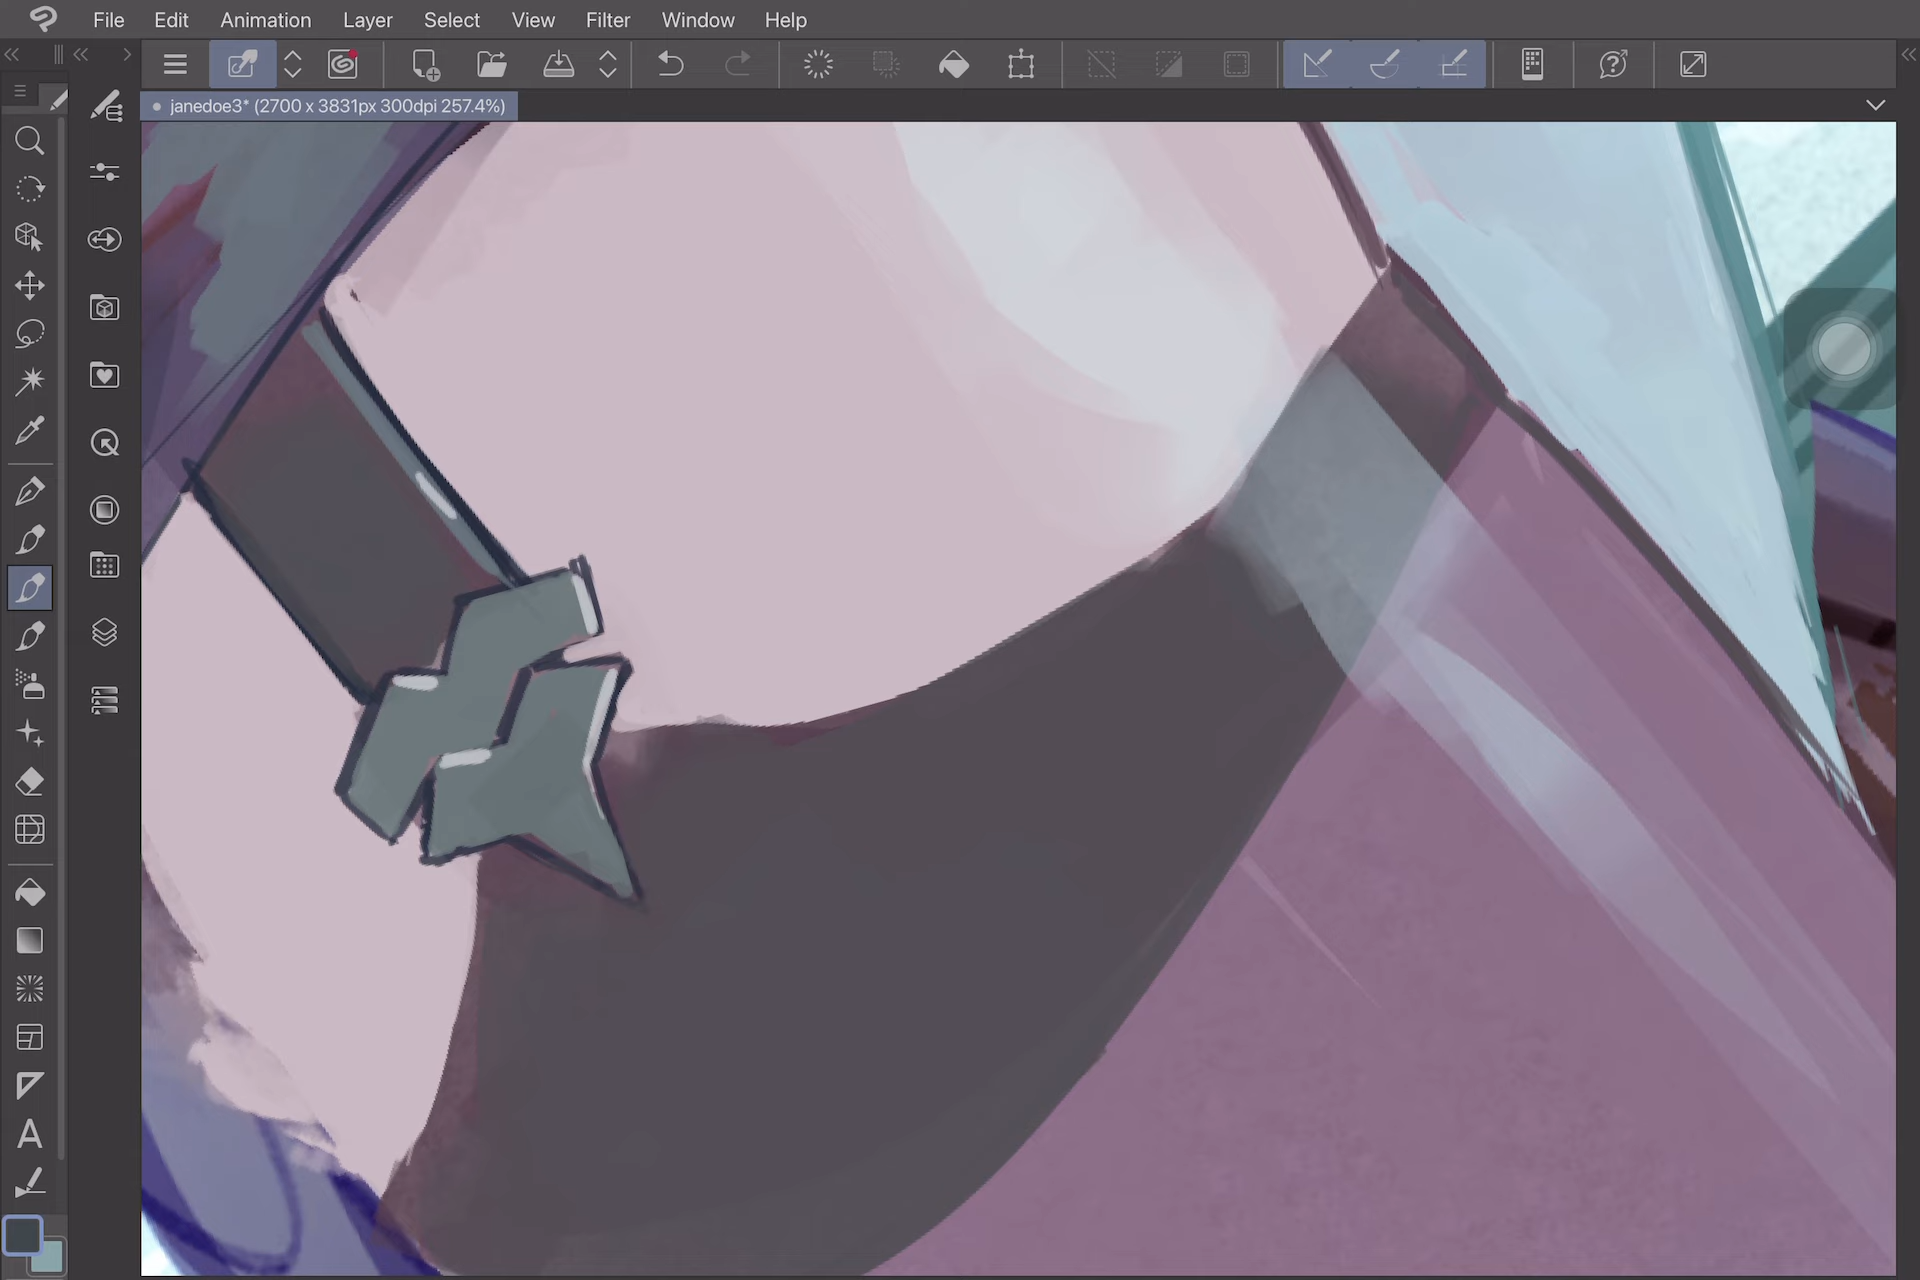 File Edit Animation Layer Select View Filter Window Help
janedoe3* (2700 x 3831px 300dpi 257.4%)
A